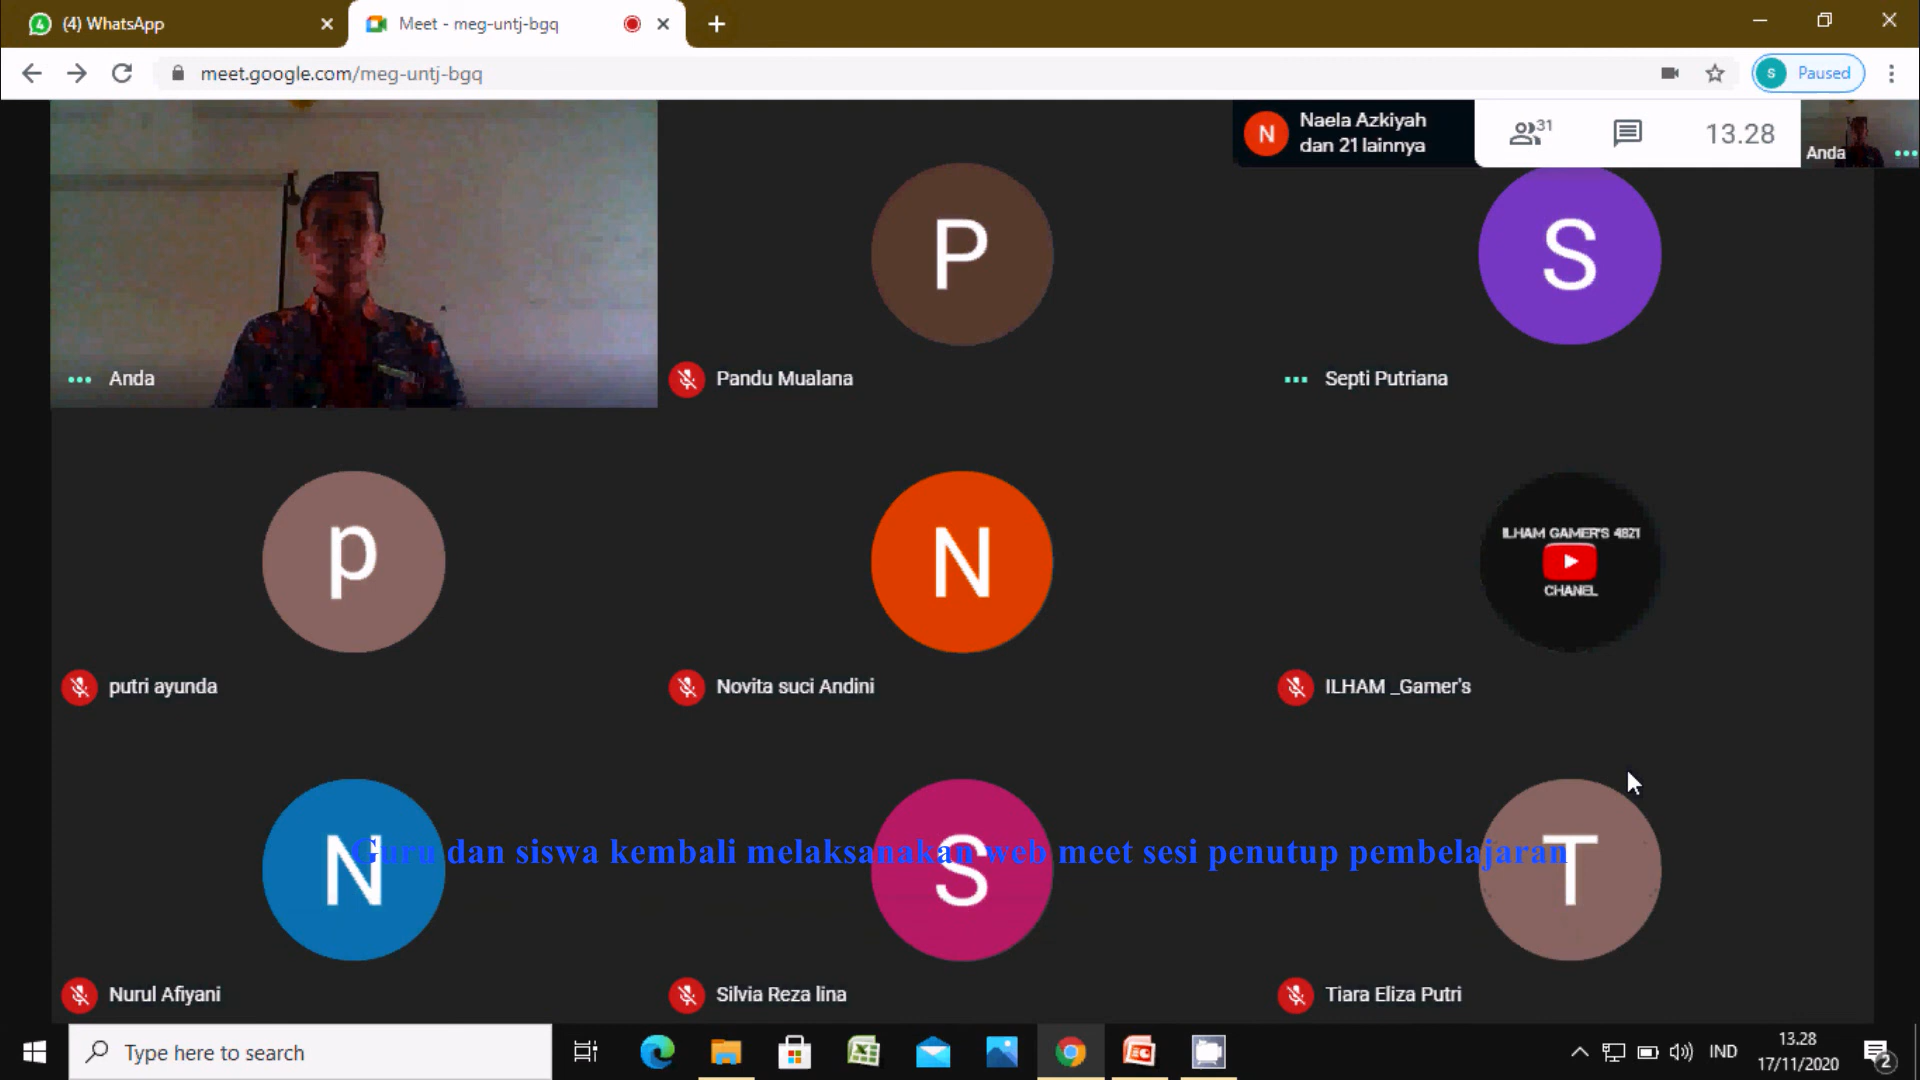 (4) WhatsApp
Meet - meg-untj-bgq
meet.google.com/meg-untj-bgq
S
Paused
N
Naela Azkiyah
dan 21 lainnya
31
13.28
Anda
P
S
Anda
Pandu Mualana
Septi Putriana
p
N
ILHAM GAMER'S 4821
CHANEL
putri ayunda
Novita suci Andini
ILHAM _Gamer's
N
S
T
Guru dan siswa kembali melaksanakan web meet sesi penutup pembelajaran
Nurul Afiyani
Silvia Reza lina
Tiara Eliza Putri
Type here to search
IND
13.28
17/11/2020
2